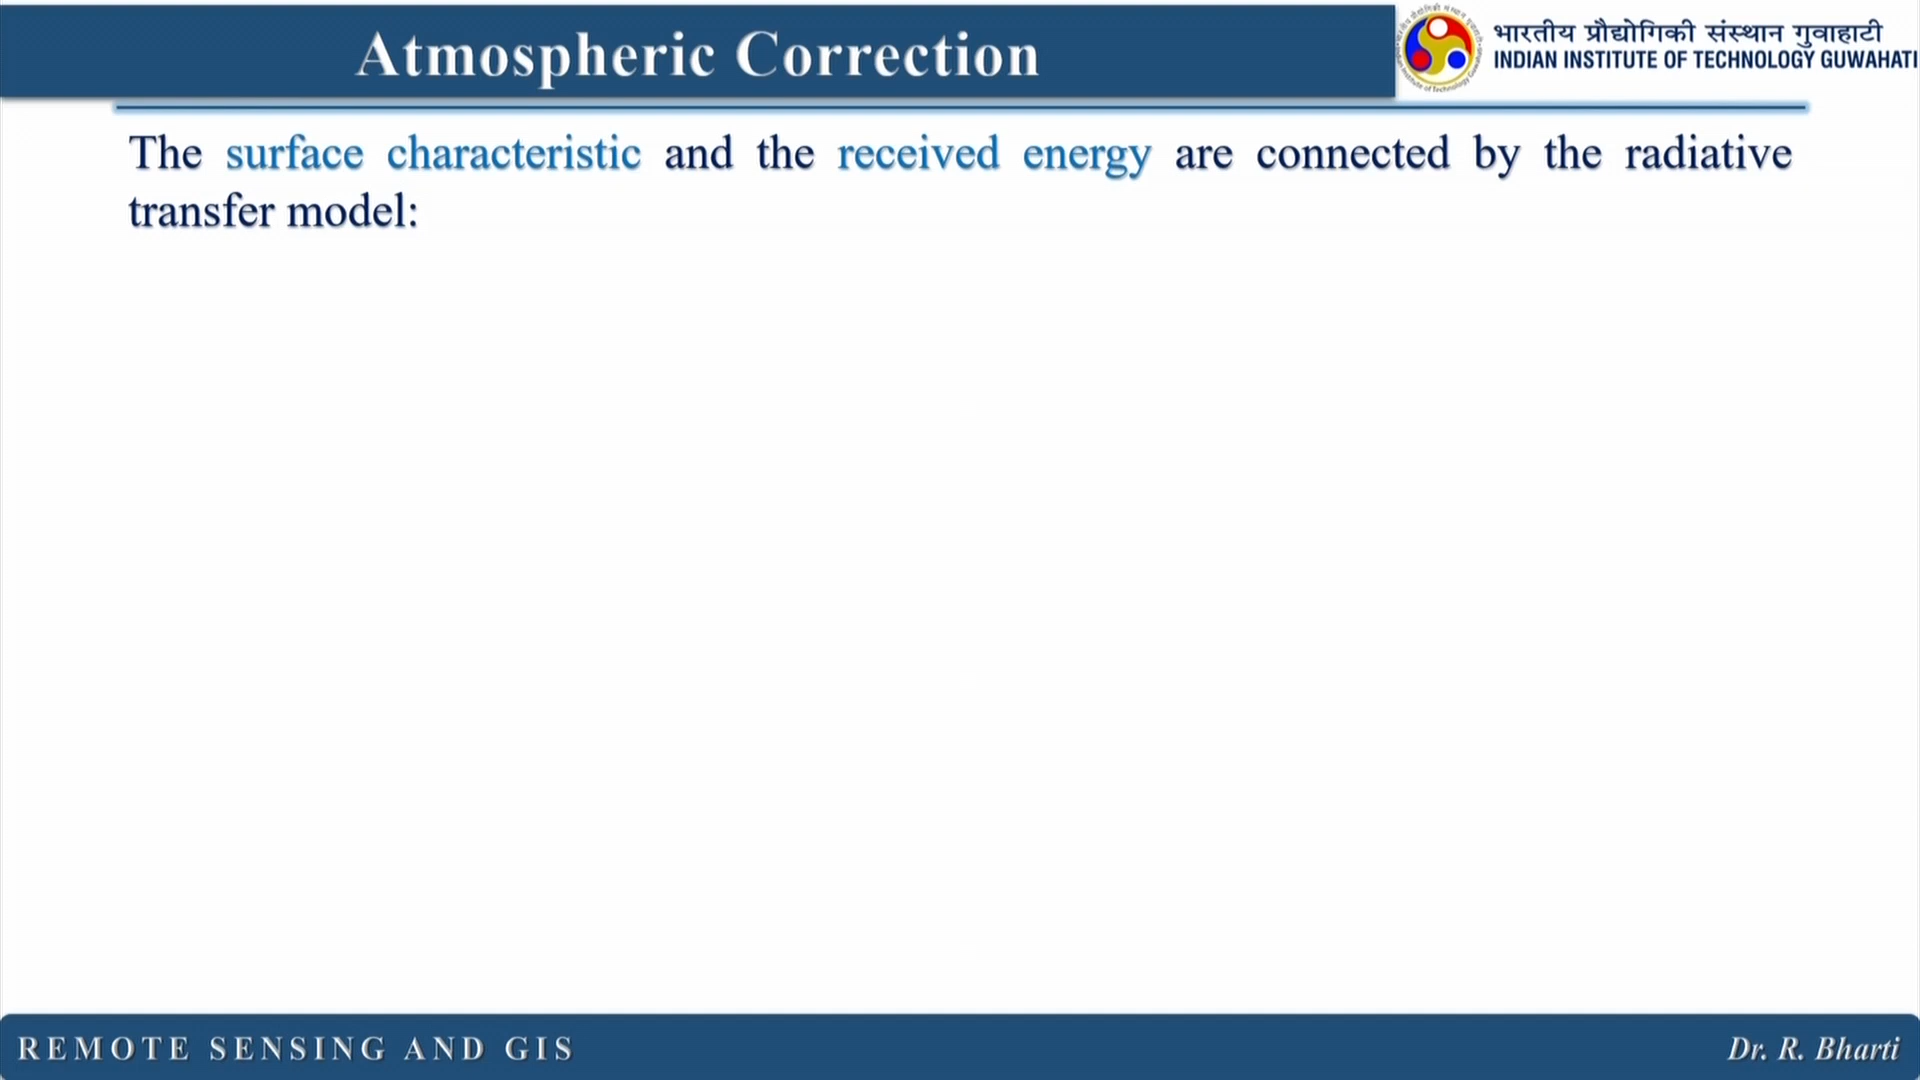 Atmospheric Correction
भारतीय प्रौद्योगिकी संस्थान गुवाहाटी
INDIAN INSTITUTE OF TECHNOLOGY GUWAHATI
The surface characteristic and the received energy are connected by the radiative
transfer model:
REMOTE SENSING AND GIS
Dr. R. Bharti